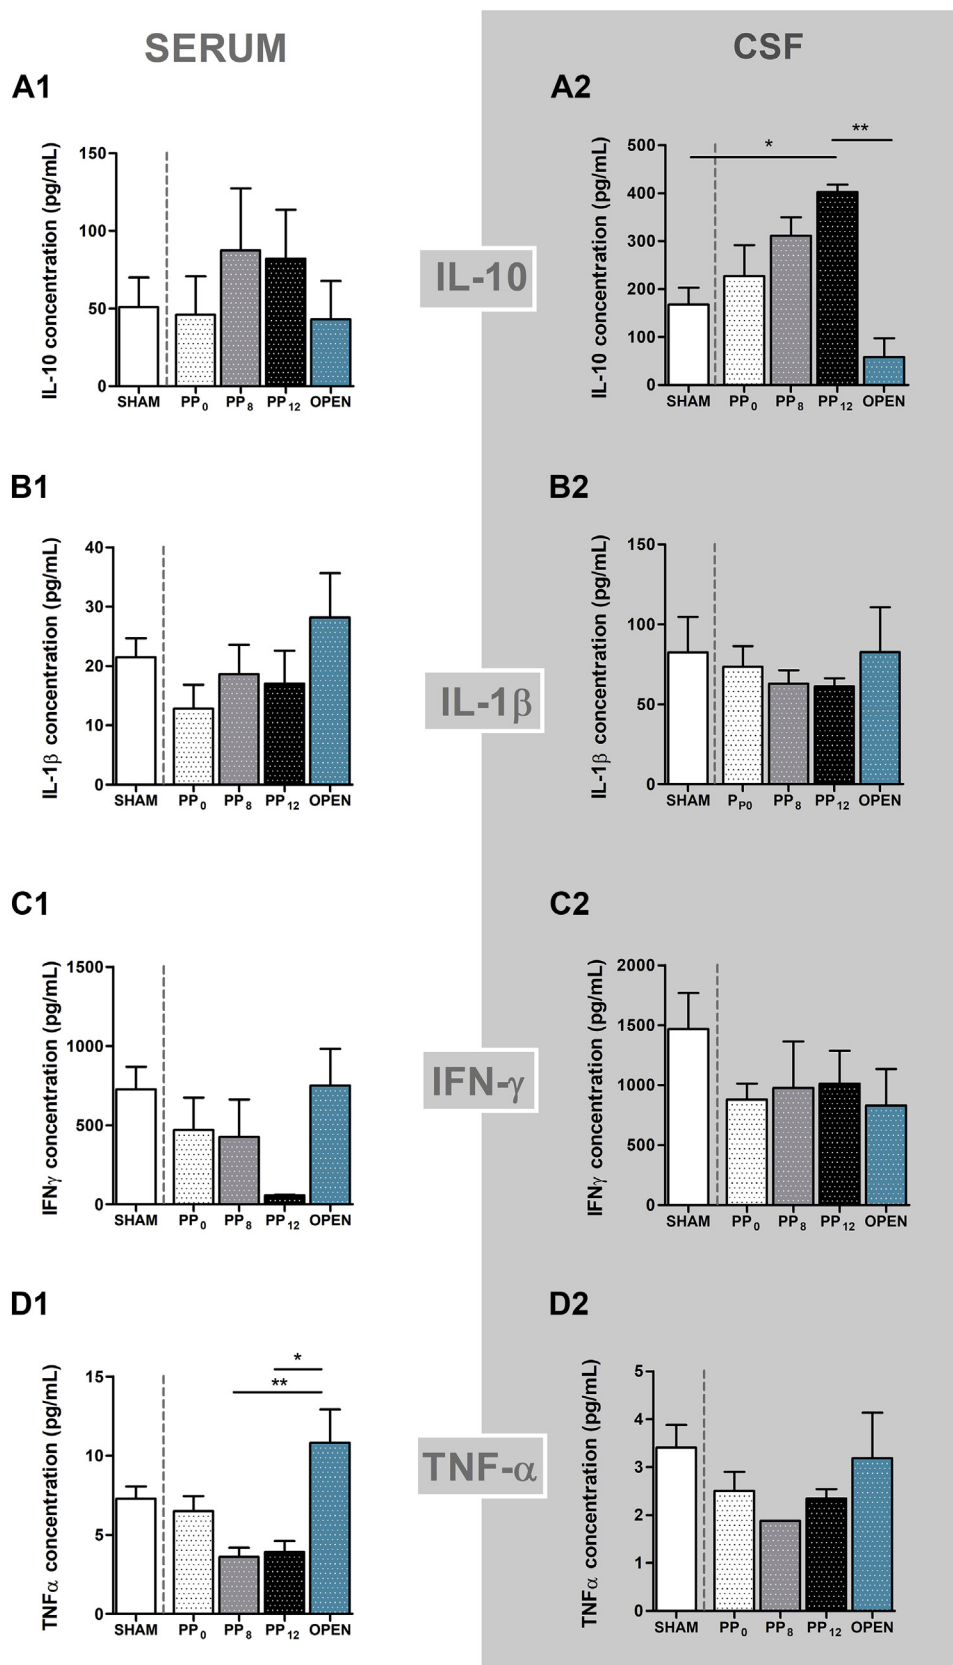 SERUM
CSF
A1
IL-10 concentration (pg/mL)
150
100
50
0
SHAM PP0 PP8 PP12 OPEN
IL-10
A2
IL-10 concentration (pg/mL)
* **
500
400
300
200
100
0
SHAM PP0 PP8 PP12 OPEN
B1
IL-1β concentration (pg/mL)
40
30
20
10
0
SHAM PP0 PP8 PP12 OPEN
IL-1β
B2
IL-1β concentration (pg/mL)
150
100
50
0
SHAM PP0 PP8 PP12 OPEN
C1
IFNγ concentration (pg/mL)
1500
1000
500
0
SHAM PP0 PP8 PP12 OPEN
IFN-γ
C2
IFNγ concentration (pg/mL)
2000
1500
1000
500
0
SHAM PP0 PP8 PP12 OPEN
D1
TNFα concentration (pg/mL)
*
**
15
10
5
0
SHAM PP0 PP8 PP12 OPEN
TNF-α
D2
TNFα concentration (pg/mL)
5
4
3
2
1
0
SHAM PP0 PP8 PP12 OPEN